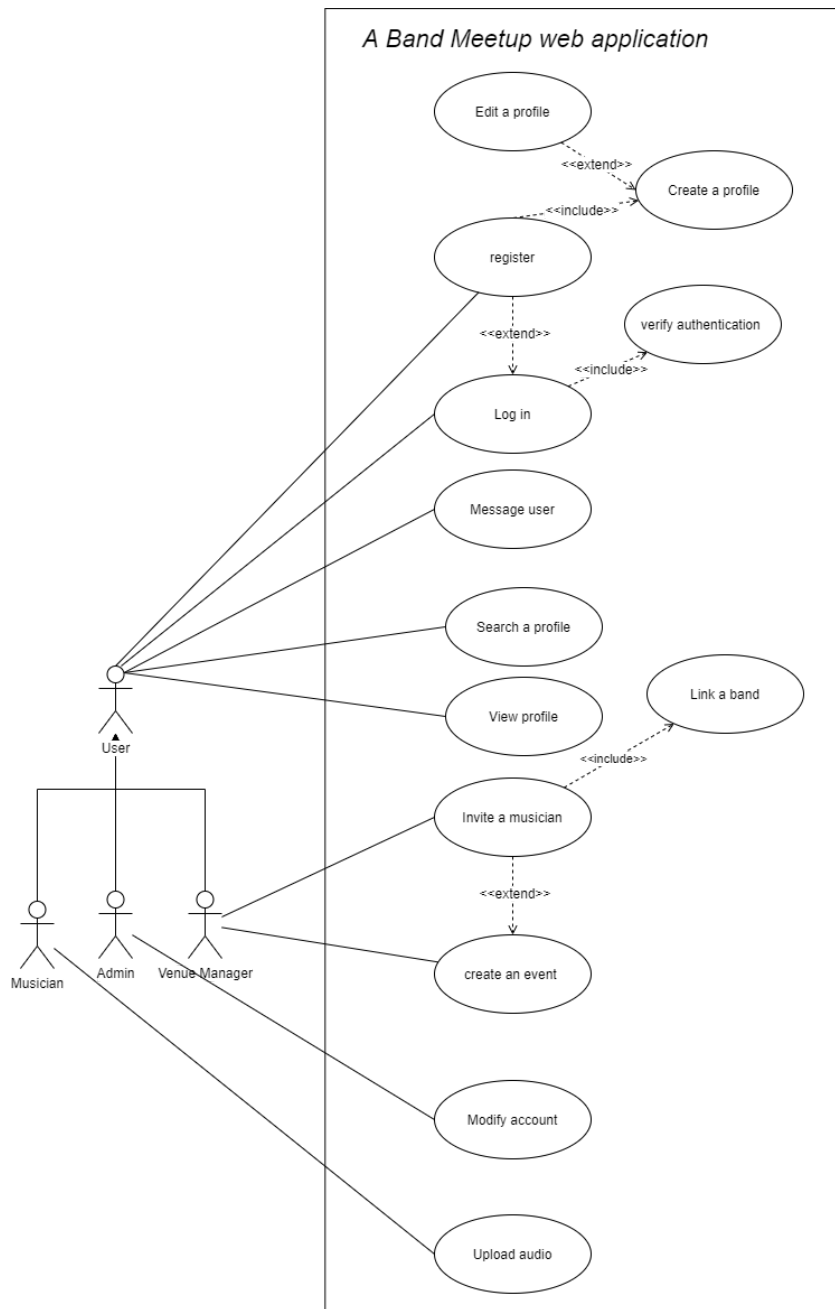 A Band Meetup web application
Edit a profile
<<extend>>
Create a profile
<<include>>
register
<<extend>>
verify authentication
<<include>>
Log in
Message user
Search a profile
Link a band
View profile
User
<<include>>
Invite a musician
<<extend>>
create an event
Musician
Admin
Venue Manager
Modify account
Upload audio